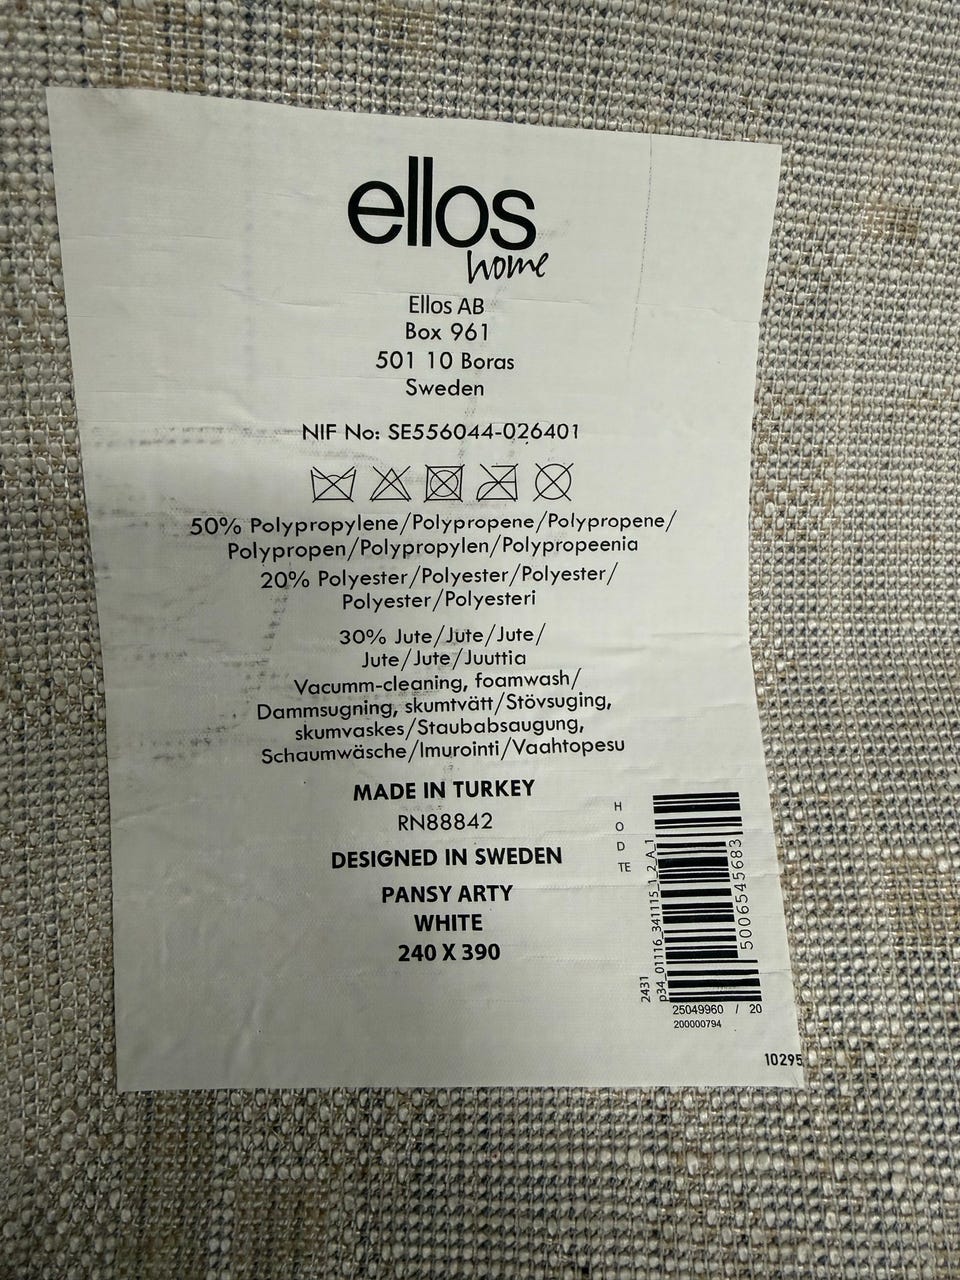 ellos
home
Ellos AB
Box 961
501 10 Boras
Sweden
NIF No: SE556044-026401
50% Polypropylene/Polypropene/Polypropene/
Polypropen/Polypropylen/Polypropeenia
20% Polyester/Polyester/Polyester/
Polyester/Polyesteri
30% Jute/Jute/Jute/
Jute/Jute/Juuttia
Vacumm-cleaning, foamwash/
Dammsugning, skumtvätt/Stövsuging,
skumvaskes/Staubabsaugung,
Schaumwäsche/Imurointi/Vaahtopesu
MADE IN TURKEY
RN88842
DESIGNED IN SWEDEN
PANSY ARTY
WHITE
240 X 390
H
O
D
TE
2431
p34_01116_341115_1_2_A_1
5006545683
25049960 / 20
200000794
10295